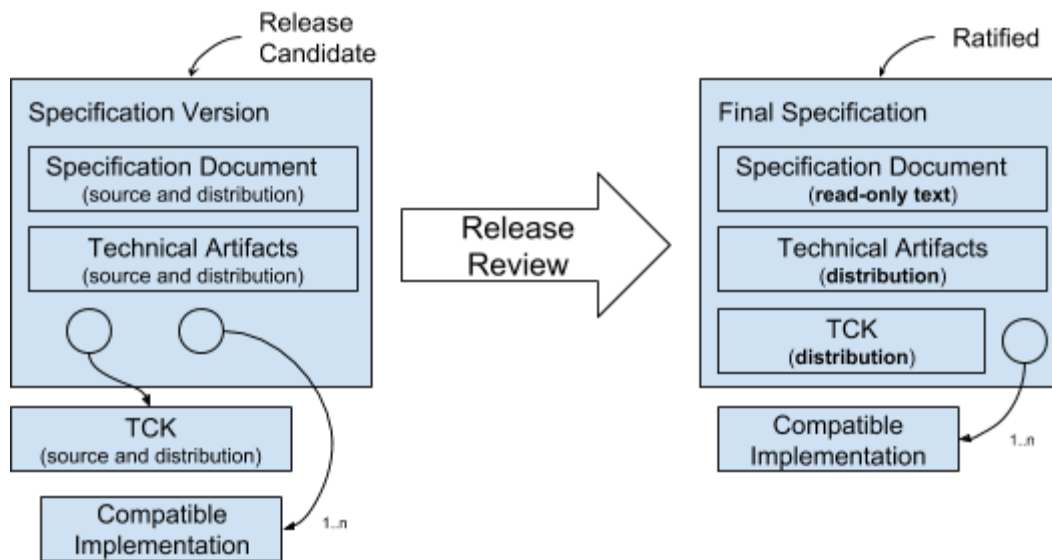 Release
Candidate
Specification Version
Specification Document
(source and distribution)
Technical Artifacts
(source and distribution)
TCK
(source and distribution)
Compatible
Implementation
1..n
Release
Review
Ratified
Final Specification
Specification Document
(read-only text)
Technical Artifacts
(distribution)
TCK
(distribution)
Compatible
Implementation
1..n